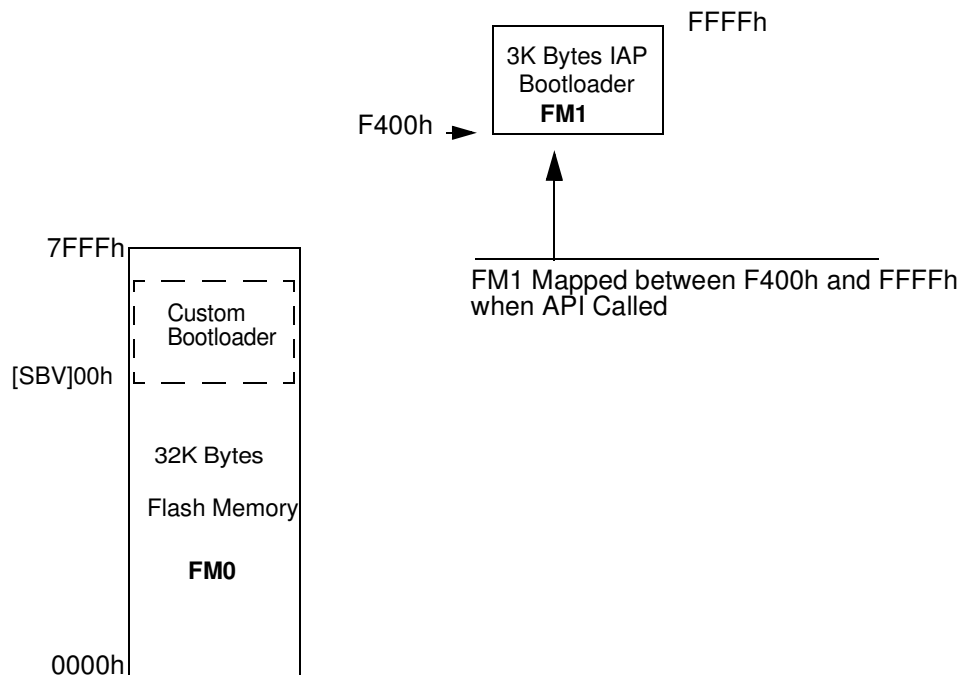 FFFFh
3K Bytes IAP
Bootloader
FM1
F400h
7FFFh
FM1 Mapped between F400h and FFFFh
when API Called
Custom
Bootloader
[SBV]00h
32K Bytes
Flash Memory
FM0
0000h